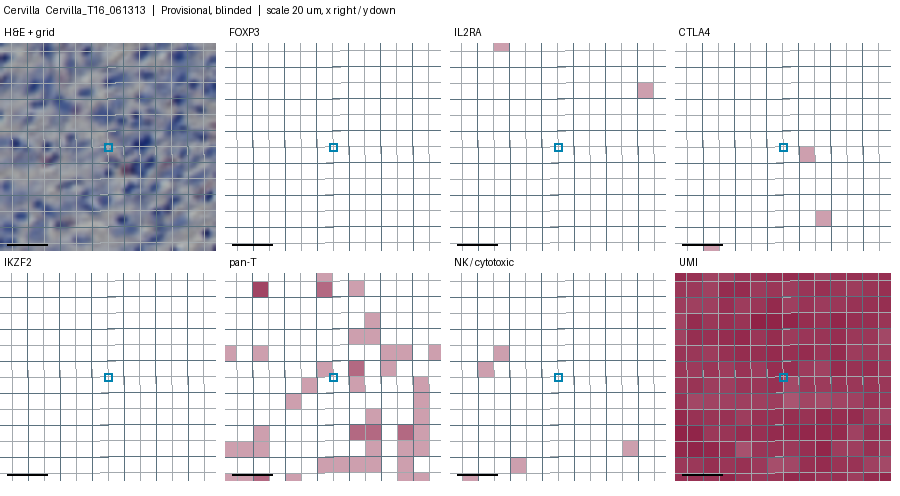 Cervilla Cervilla_T16_061313 | Provisional, blinded | scale 20 um, x right / y down
H&E + grid
FOXP3
IL2RA
CTLA4
IKZF2
pan-T
NK / cytotoxic
UMI